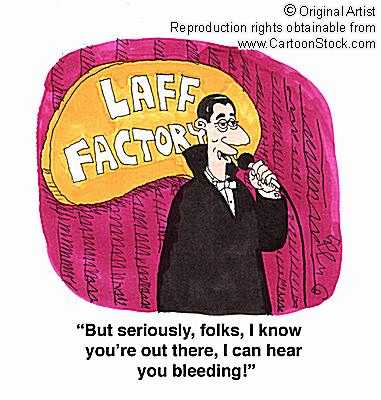 © Original Artist
Reproduction rights obtainable from
www.CartoonStock.com
LAFF
FACTORY
“But seriously, folks, I know
you’re out there, I can hear
you bleeding!”